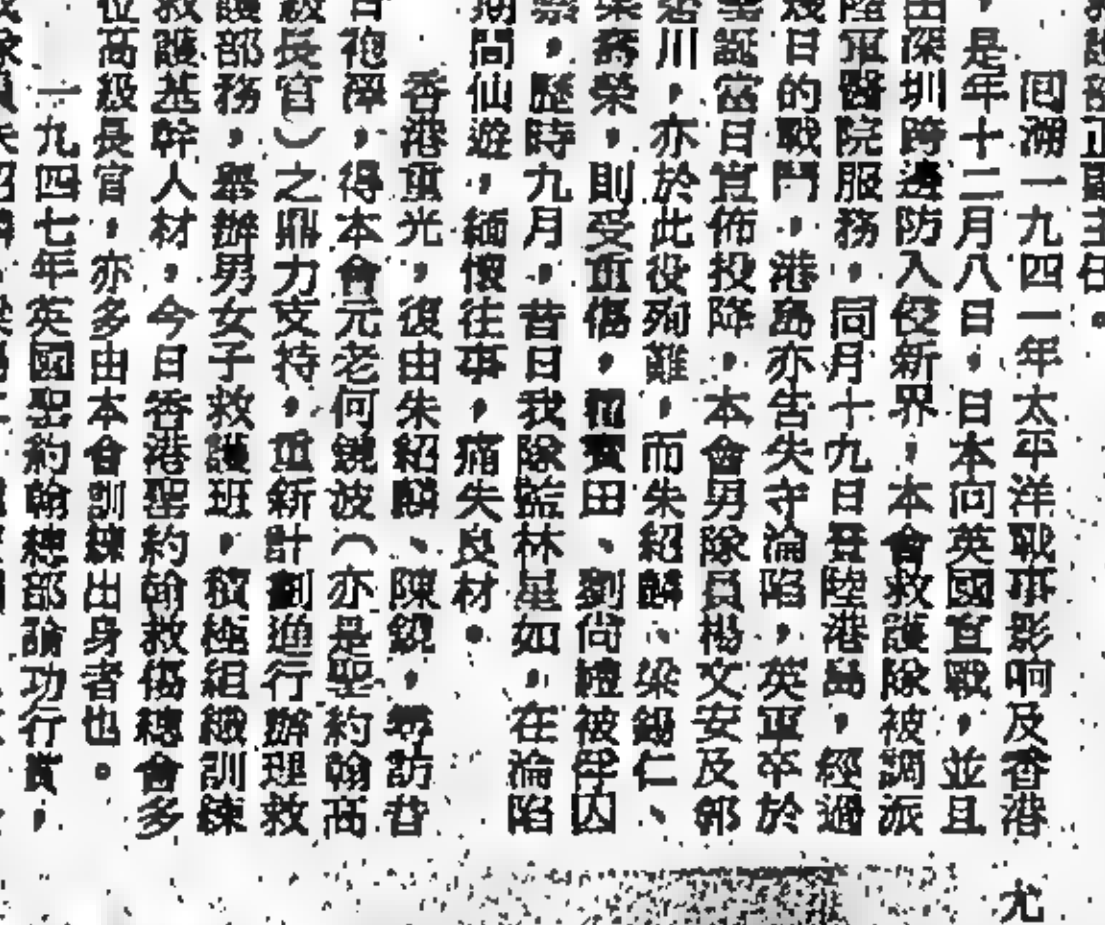 正副主任。
回溯一九四一年太平洋戰事影响及香港
，是年十二月八日，日本向英國宣戰，並且
由深圳跨過邊防入侵新界，本會救護隊被調派
陸軍醫院服務，同月十九日登陸港島，經過
幾日的戰鬥，港島亦告失守淪陷，英軍卒於
聖誕當日宣佈投降，本會男隊員楊文安及鄧
若川，亦於此役殉難，而朱紹麟、梁錫仁、
壽榮，則受重傷，田、劉尚禮被俘囚
，歷時九月，昔日我隊監林星如，在淪陷
期間仙遊，緬懷往事，痛失良材。
香港重光，復由朱紹麟、陳鏡，尋訪昔
日袍澤，得本會元老何鏡波（亦是聖約翰高
級長官）之鼎力支持，重新計劃進行辦理救
護部務，舉辦男女子救護班，積極組織訓練
救護基幹人材，今日香港聖約翰救傷總會多
位高級長官，亦多由本會訓練出身者也。
一九四七年英國聖約翰總部論功行賞，
尤